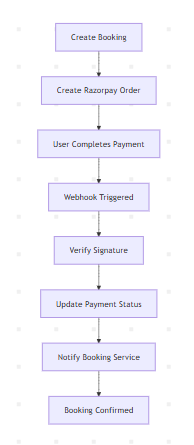 Create Booking
Create Razorpay Order
User Completes Payment
Webhook Triggered
Verify Signature
Update Payment Status
Notify Booking Service
Booking Confirmed